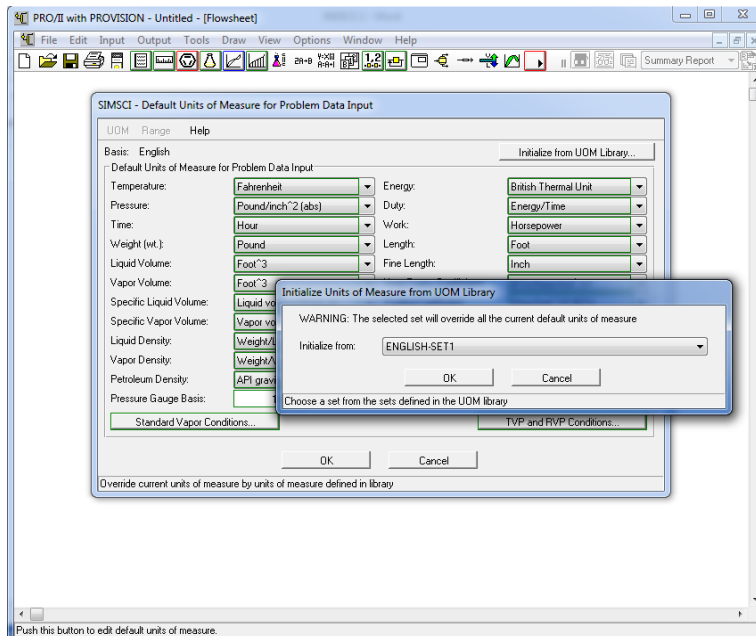 PRO/II with PROVISION - Untitled - [Flowsheet]
File Edit Input Output Tools Draw View Options Window Help
Summary Report
SIMSCI - Default Units of Measure for Problem Data Input
UOM Range Help
Basis: English Initialize from UOM Library...
Default Units of Measure for Problem Data Input
Temperature: Fahrenheit Energy: British Thermal Unit
Pressure: Pound/inch^2 (abs) Duty: Energy/Time
Time: Hour Work: Horsepower
Weight (wt.): Pound Length: Foot
Liquid Volume: Foot^3 Fine Length: Inch
Vapor Volume: Foot^3
Specific Liquid Volume: Liquid vo
Specific Vapor Volume: Vapor vo
Liquid Density: Weight/L
Vapor Density: Weight/V
Petroleum Density: API gravi
Pressure Gauge Basis: 1
Initialize Units of Measure from UOM Library
WARNING: The selected set will override all the current default units of measure
Initialize from: ENGLISH-SET1
OK Cancel
Choose a set from the sets defined in the UOM library
Standard Vapor Conditions... TVP and RVP Conditions...
OK Cancel
Override current units of measure by units of measure defined in library
Push this button to edit default units of measure.